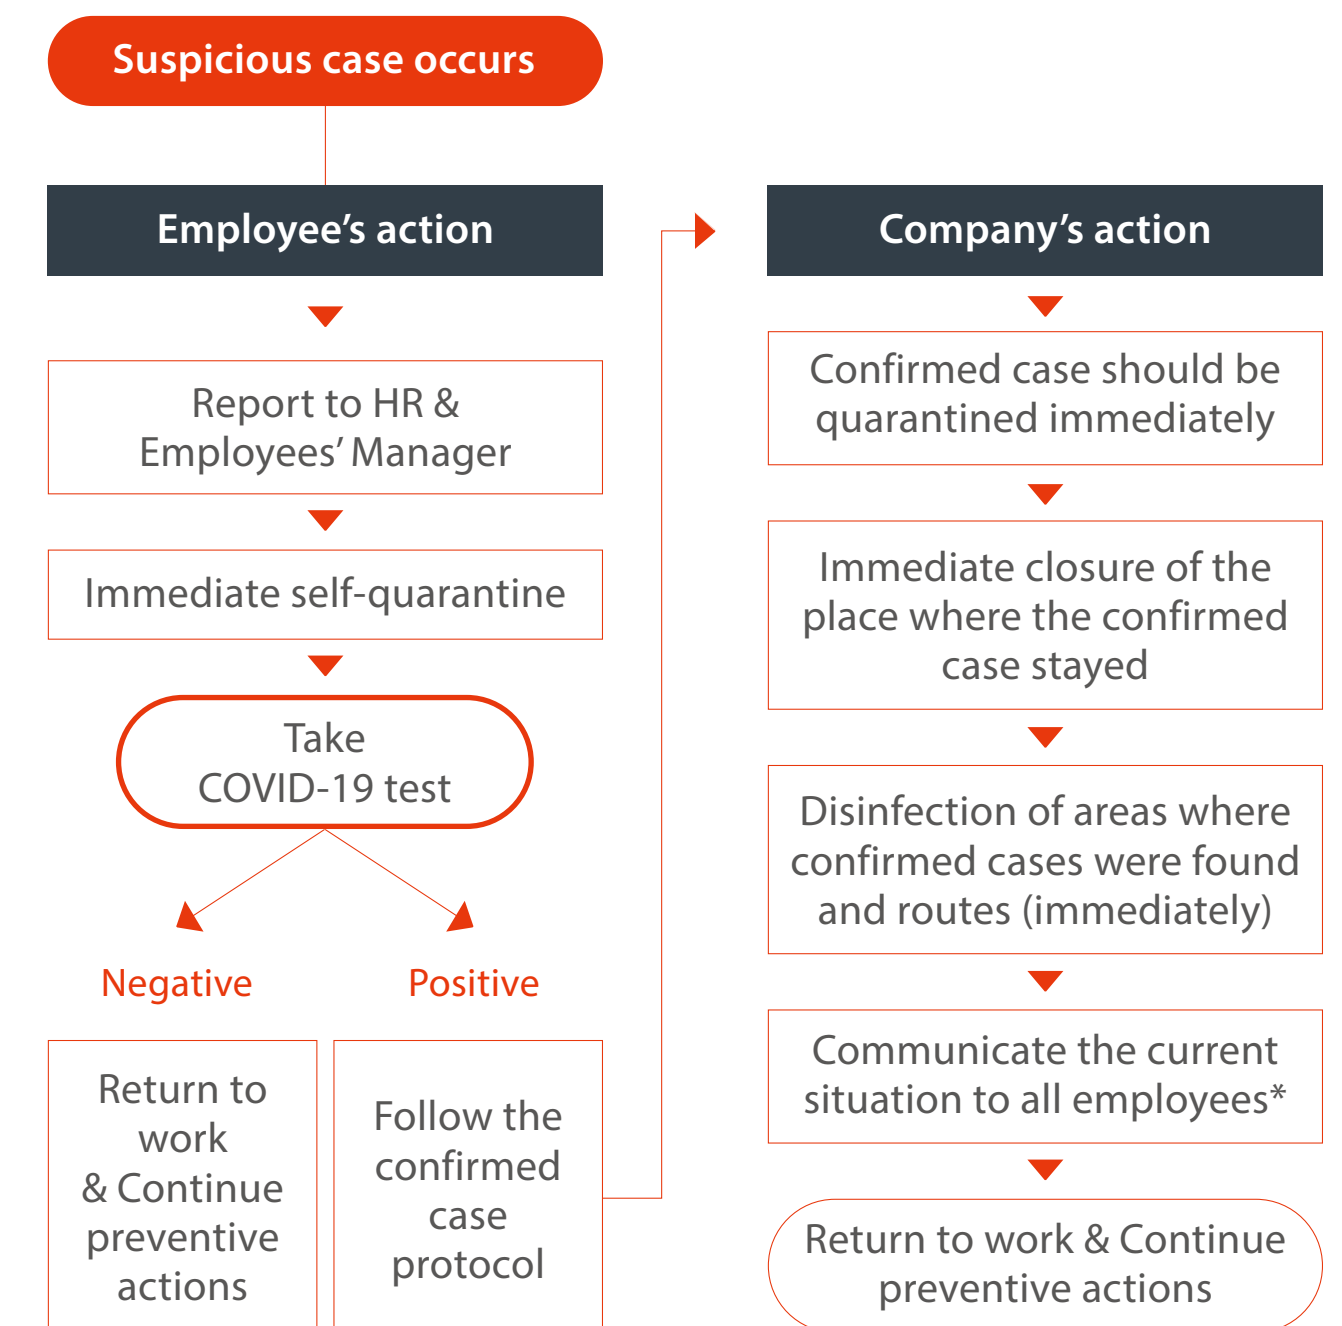 Suspicious case occurs
Employee’s action
Report to HR &
Employees’ Manager
Immediate self-quarantine
Take
COVID-19 test
Negative
Positive
Return to
work
& Continue
preventive
actions
Follow the
confirmed
case
protocol
Company’s action
Confirmed case should be
quarantined immediately
Immediate closure of the
place where the confirmed
case stayed
Disinfection of areas where
confirmed cases were found
and routes (immediately)
Communicate the current
situation to all employees*
Return to work & Continue
preventive actions